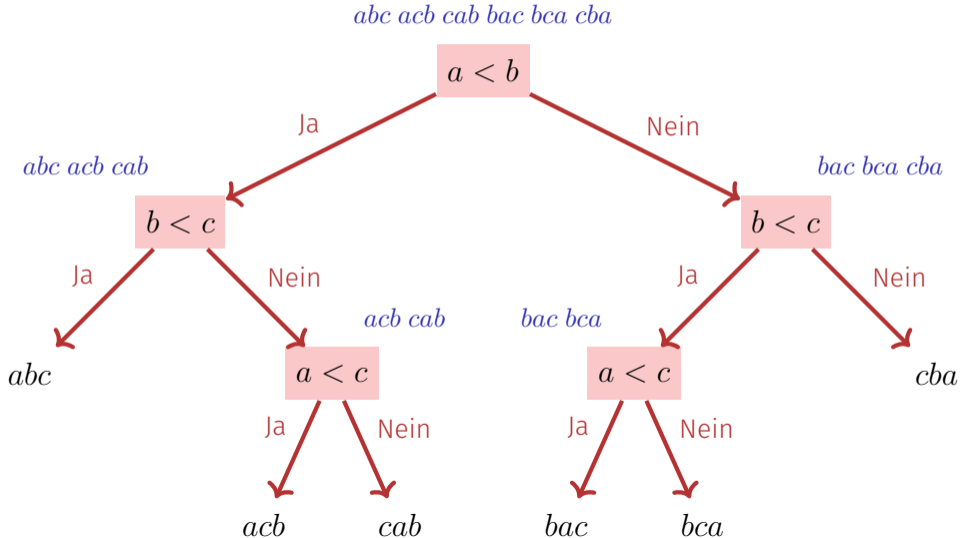 abc acb cab bac bca cba
a < b
Ja
Nein
abc acb cab
bac bca cba
b < c
b < c
Ja
Nein
Ja
Nein
acb cab
bac bca
abc
a < c
a < c
cba
Ja
Nein
Ja
Nein
acb
cab
bac
bca